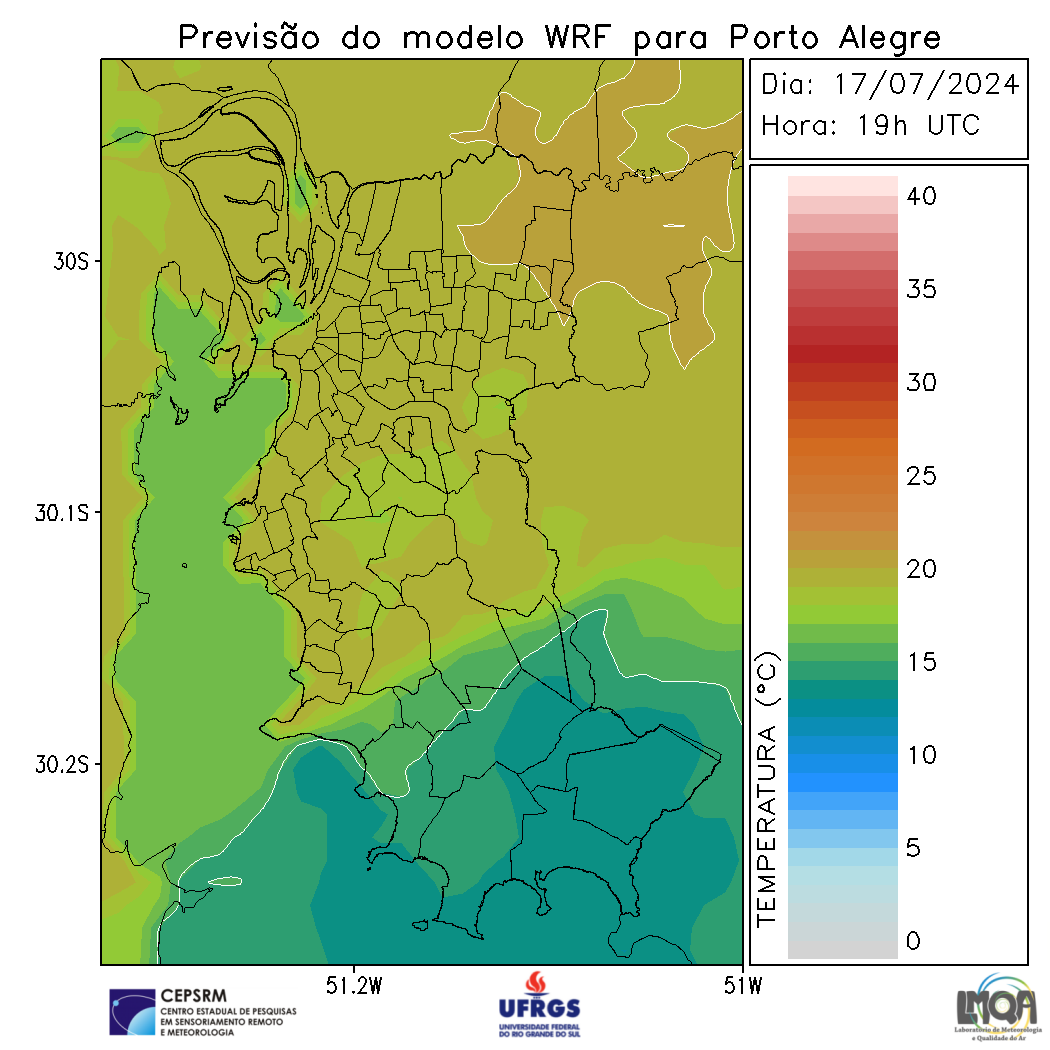 Previsão do modelo WRF para Porto Alegre
Dia: 17/07/2024
Hora: 19h UTC
30S
30.1S
30.2S
51.2W
51W
40
35
30
25
20
15
10
5
0
TEMPERATURA (°C)
CEPSRM
CENTRO ESTADUAL DE PESQUISAS
EM SENSORIAMENTO REMOTO
E METEOROLOGIA
UFRGS
UNIVERSIDADE FEDERAL
DO RIO GRANDE DO SUL
LMQA
Laboratório de Meteorologia
e Qualidade do Ar